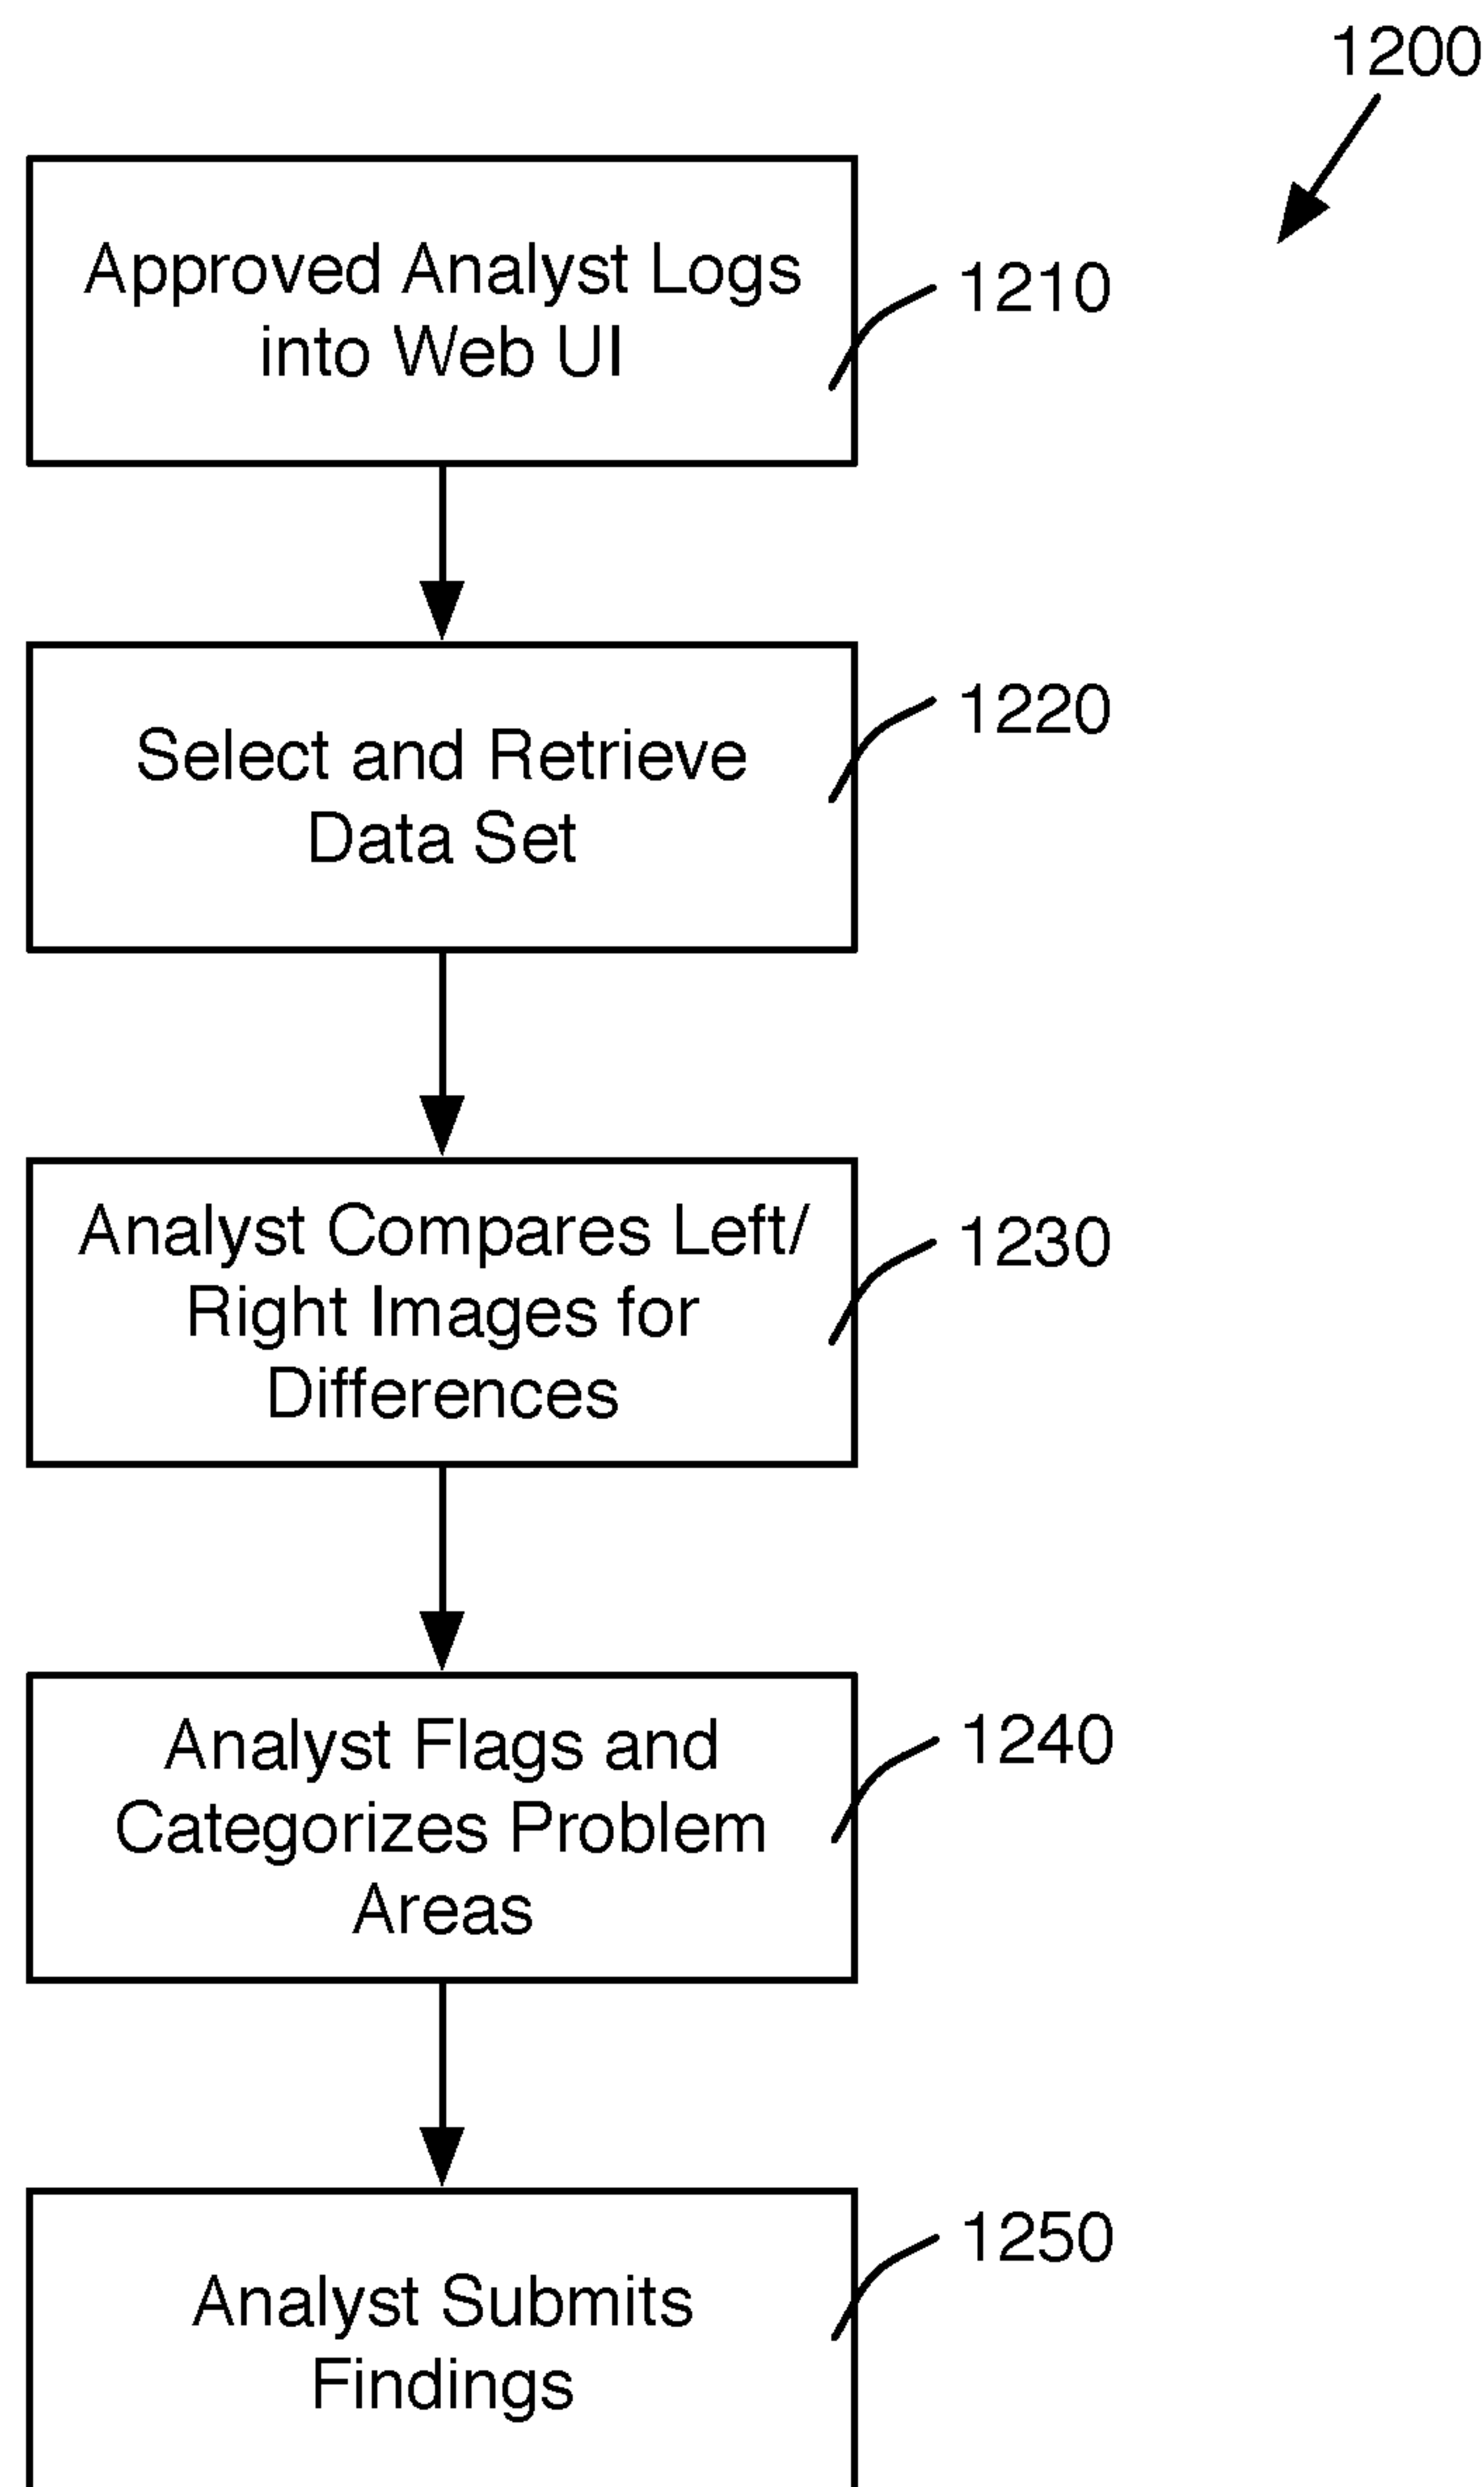 1200
Approved Analyst Logs
into Web UI
1210
Select and Retrieve
Data Set
1220
Analyst Compares Left/
Right Images for
Differences
1230
Analyst Flags and
Categorizes Problem
Areas
1240
Analyst Submits
Findings
1250